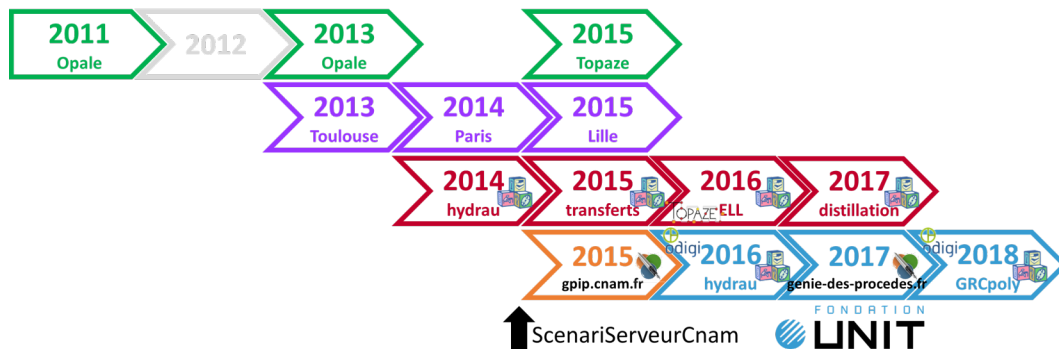 2011
Opale
2012
2013
Opale
2015
Topaze
2013
Toulouse
2014
Paris
2015
Lille
2014
hydrau
2015
transferts
2016
TOPAZE
ELL
2017
distillation
2015
gpip.cnam.fr
odigi
2016
hydrau
2017
genie-des-procedes.fr
odigi
2018
GRCpoly
ScenariServeurCnam
FONDATION
UNIT